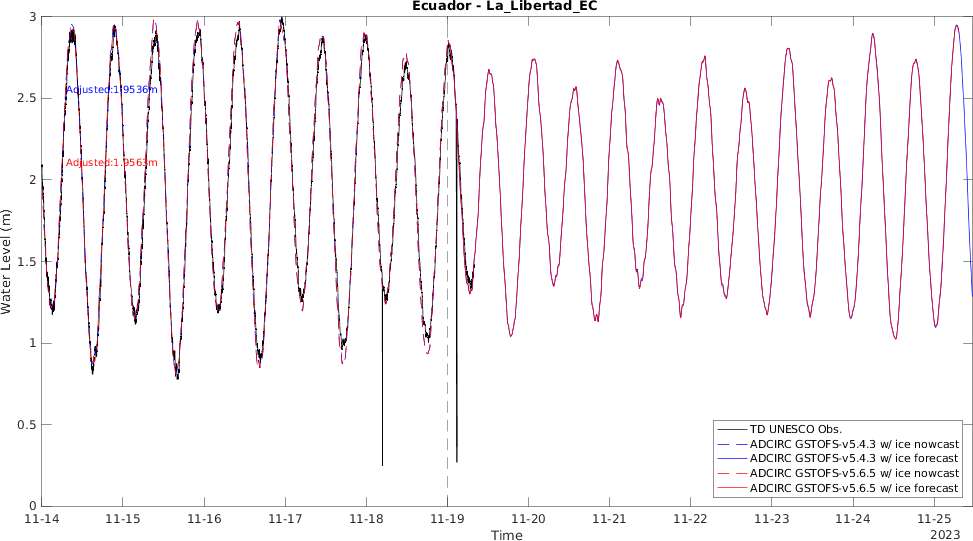 Ecuador - La_Libertad_EC
3
2.5
2
1.5
1
0.5
0
Water Level (m)
Adjusted:1.9536m
Adjusted:1.9563m
TD UNESCO Obs.
ADCIRC GSTOFS-v5.4.3 w/ ice nowcast
ADCIRC GSTOFS-v5.4.3 w/ ice forecast
ADCIRC GSTOFS-v5.6.5 w/ ice nowcast
ADCIRC GSTOFS-v5.6.5 w/ ice forecast
11-14 11-15 11-16 11-17 11-18 11-19 11-20 11-21 11-22 11-23 11-24 11-25
Time
2023